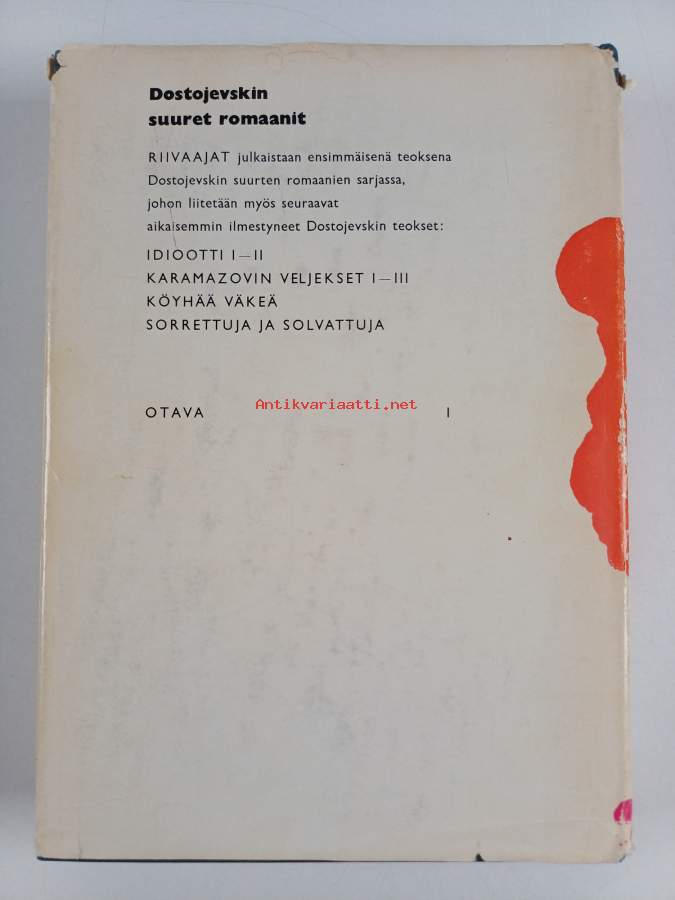 Dostojevskin
suuret romaanit
RIIVAAJAT julkaistaan ensimmäisenä teoksena
Dostojevskin suurten romaanien sarjassa,
johon liitetään myös seuraavat
aikaisemmin ilmestyneet Dostojevskin teokset:
IDIOOTTI I—II
KARAMAZOVIN VELJEKSET I—III
KÖYHÄÄ VÄKEÄ
SORRETTUJA JA SOLVATTUJA
OTAVA Antikvariaatti.net I